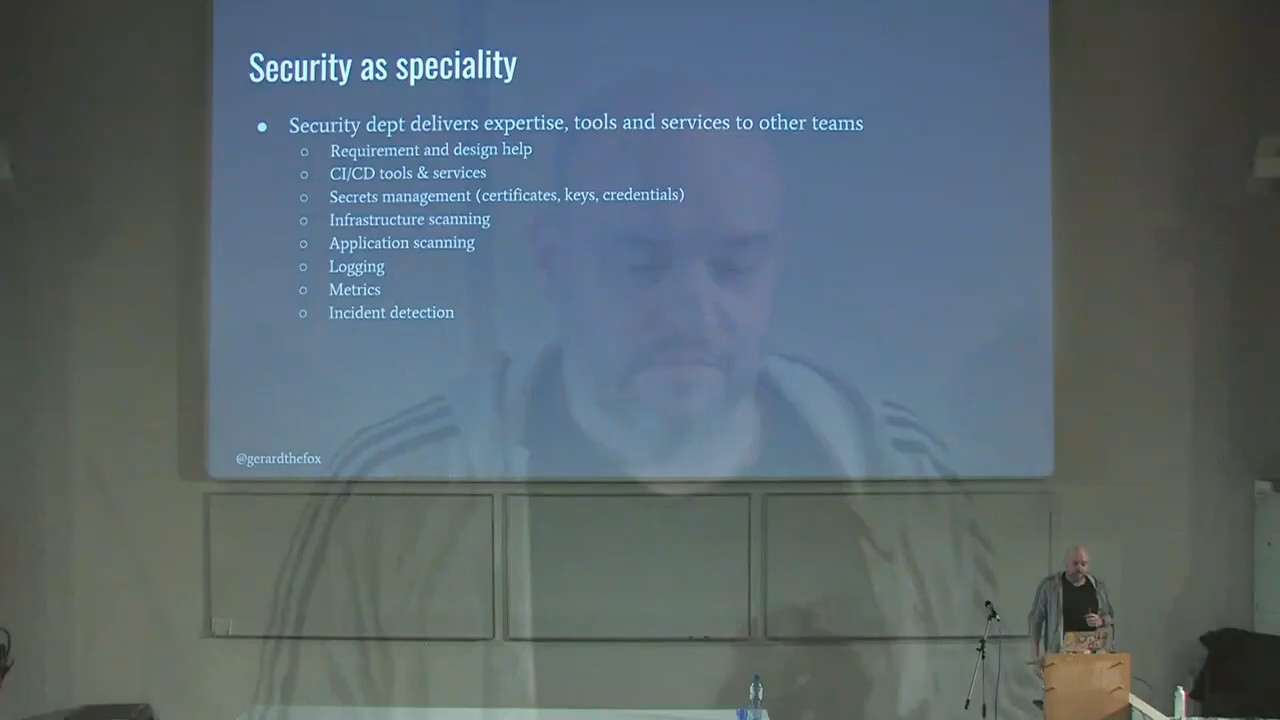 Security as speciality
● Security dept delivers expertise, tools and services to other teams
○ Requirement and design help
○ CI/CD tools & services
○ Secrets management (certificates, keys, credentials)
○ Infrastructure scanning
○ Application scanning
○ Logging
○ Metrics
○ Incident detection
@gerardthefox